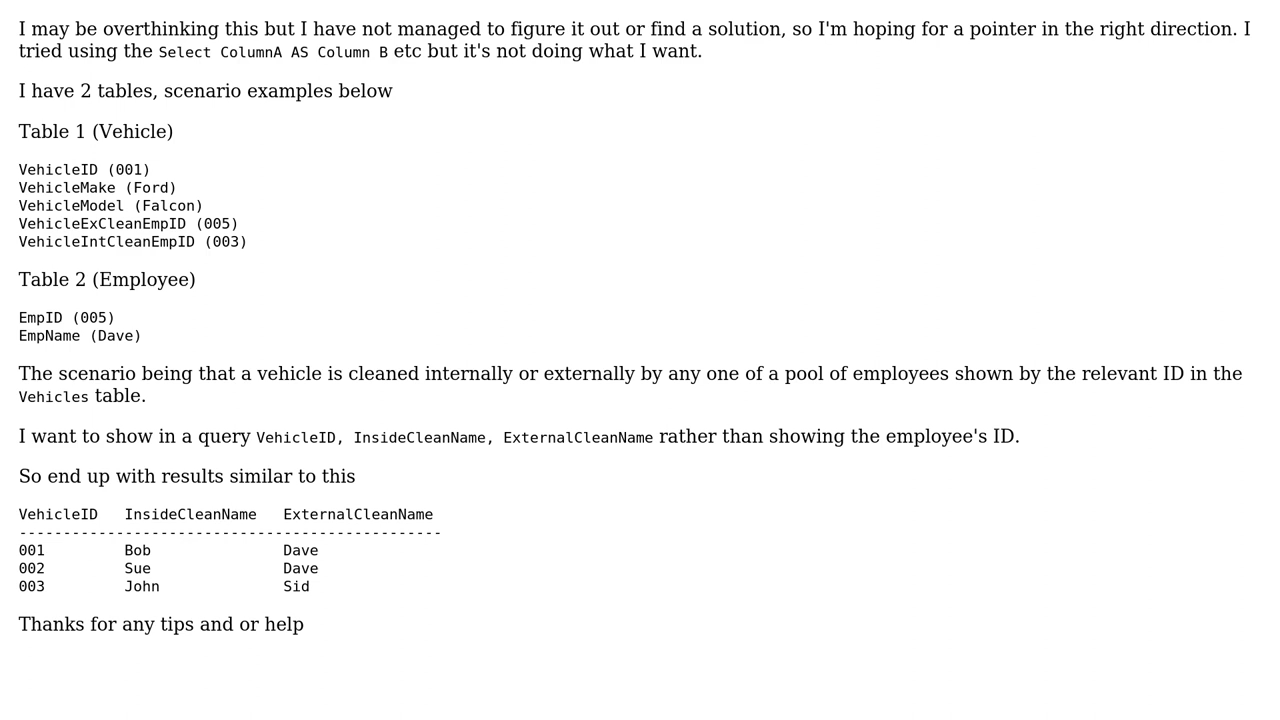 I may be overthinking this but I have not managed to figure it out or find a solution, so I'm hoping for a pointer in the right direction. I
tried using the Select ColumnA AS Column B etc but it's not doing what I want.
I have 2 tables, scenario examples below
Table 1 (Vehicle)
VehicleID (001)
VehicleMake (Ford)
VehicleModel (Falcon)
VehicleExCleanEmpID (005)
VehicleIntCleanEmpID (003)
Table 2 (Employee)
EmpID (005)
EmpName (Dave)
The scenario being that a vehicle is cleaned internally or externally by any one of a pool of employees shown by the relevant ID in the
Vehicles table.
I want to show in a query VehicleID, InsideCleanName, ExternalCleanName rather than showing the employee's ID.
So end up with results similar to this
VehicleID   InsideCleanName   ExternalCleanName
------------------------------------------------
001         Bob               Dave
002         Sue               Dave
003         John              Sid
Thanks for any tips and or help